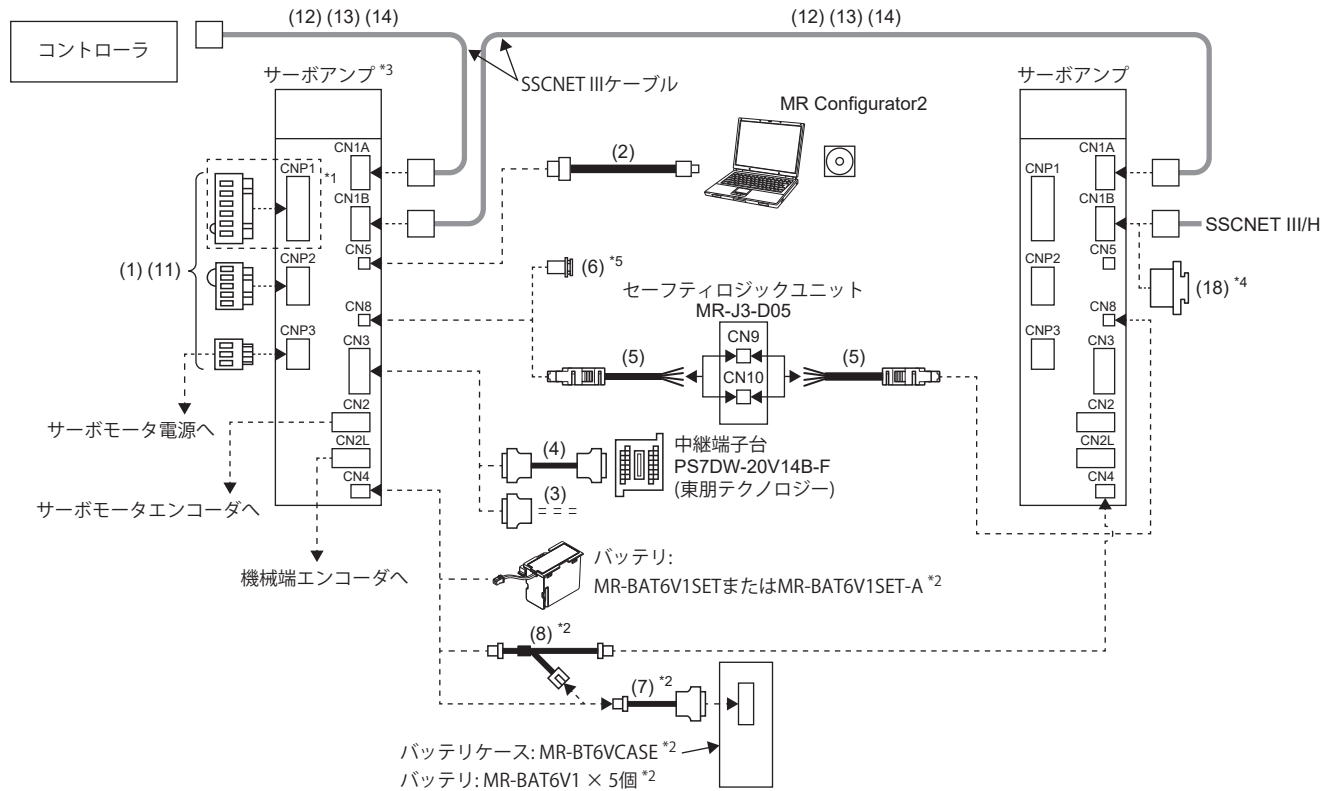 (12) (13) (14)
(12) (13) (14)
コントローラ
サーボアンプ *3
SSCNET IIIケーブル
サーボアンプ
MR Configurator2
CN1A
CNP1
*1
(2)
CN1B
CN5
(1) (11)
CNP2
(6) *5
セーフティロジックユニット
MR-J3-D05
CN8
CNP3
CN3
CN9
(5)
CN10
(5)
CN1A
CNP1
CN1B
SSCNET III/H
CN5
CNP2
(18) *4
CN8
CNP3
CN3
CN2
CN2L
CN4
サーボモータ電源へ
CN2
CN2L
CN4
サーボモータエンコーダへ
機械端エンコーダへ
(4)
中継端子台
PS7DW-20V14B-F
(東朋テクノロジー)
(3)
バッテリ:
MR-BAT6V1SETまたはMR-BAT6V1SET-A *2
(8) *2
(7) *2
バッテリケース: MR-BT6VCASE *2
バッテリ: MR-BAT6V1 × 5個 *2